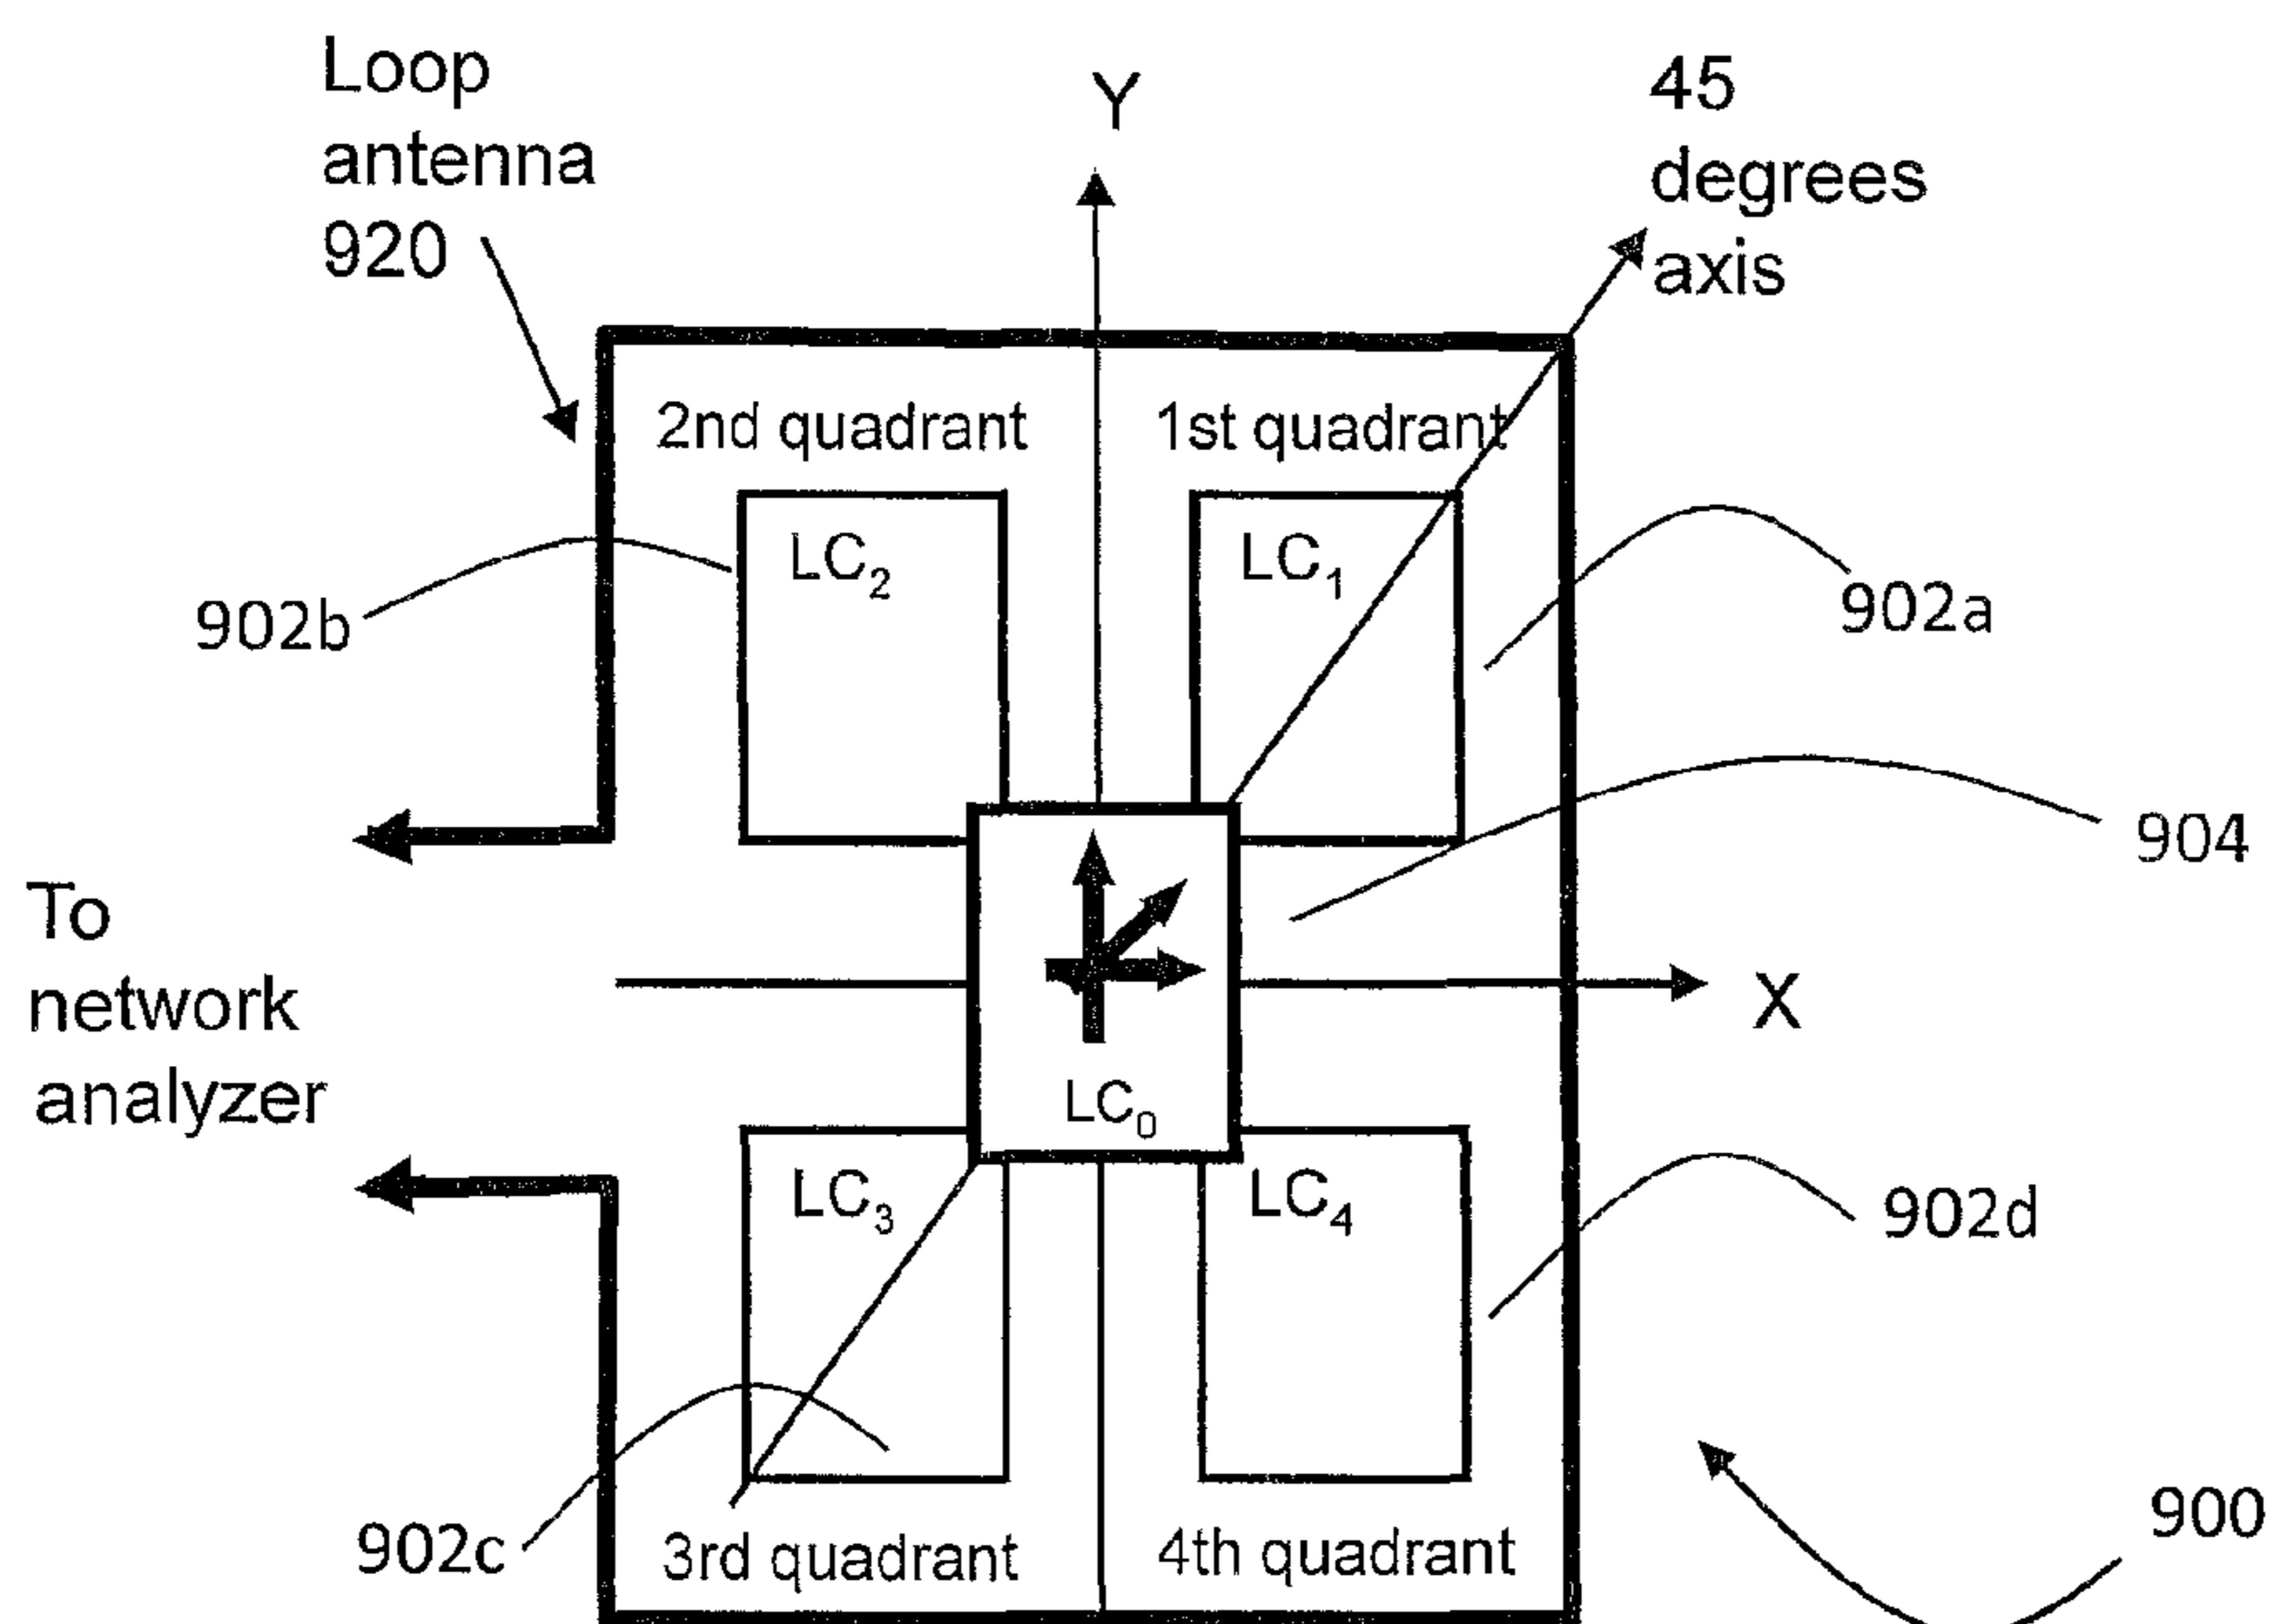 Loop
antenna
920
Y
45
degrees
axis
2nd quadrant
1st quadrant
LC2
LC1
902b
902a
904
To
network
analyzer
X
LC0
LC3
LC4
902d
902c
3rd quadrant
4th quadrant
900